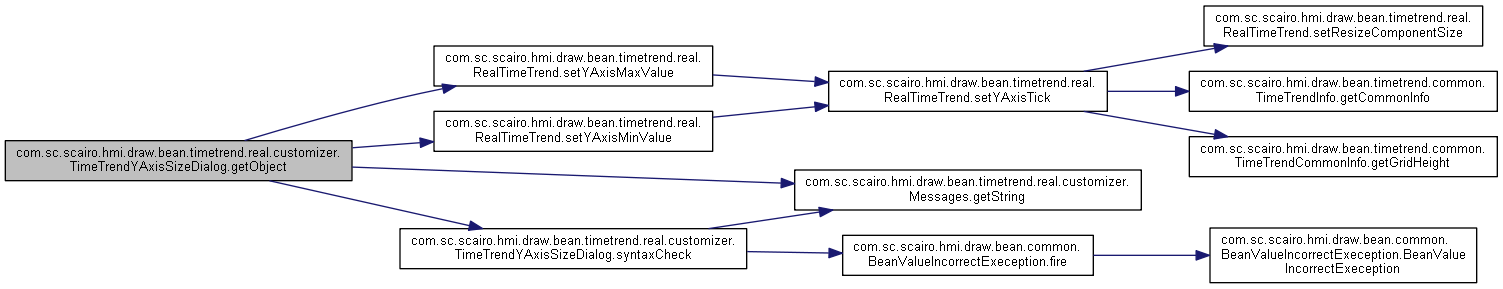 com.sc.scairo.hmi.draw.bean.timetrend.real.customizer.
TimeTrendYAxisSizeDialog.getObject
com.sc.scairo.hmi.draw.bean.timetrend.real.
RealTimeTrend.setYAxisMaxValue
com.sc.scairo.hmi.draw.bean.timetrend.real.
RealTimeTrend.setYAxisMinValue
com.sc.scairo.hmi.draw.bean.timetrend.real.
RealTimeTrend.setYAxisTick
com.sc.scairo.hmi.draw.bean.timetrend.real.
RealTimeTrend.setResizeComponentSize
com.sc.scairo.hmi.draw.bean.timetrend.common.
TimeTrendInfo.getCommonInfo
com.sc.scairo.hmi.draw.bean.timetrend.common.
TimeTrendCommonInfo.getGridHeight
com.sc.scairo.hmi.draw.bean.timetrend.real.customizer.
Messages.getString
com.sc.scairo.hmi.draw.bean.timetrend.real.customizer.
TimeTrendYAxisSizeDialog.syntaxCheck
com.sc.scairo.hmi.draw.bean.common.
BeanValueIncorrectExeception.fire
com.sc.scairo.hmi.draw.bean.common.
BeanValueIncorrectExeception.BeanValue
IncorrectExeception